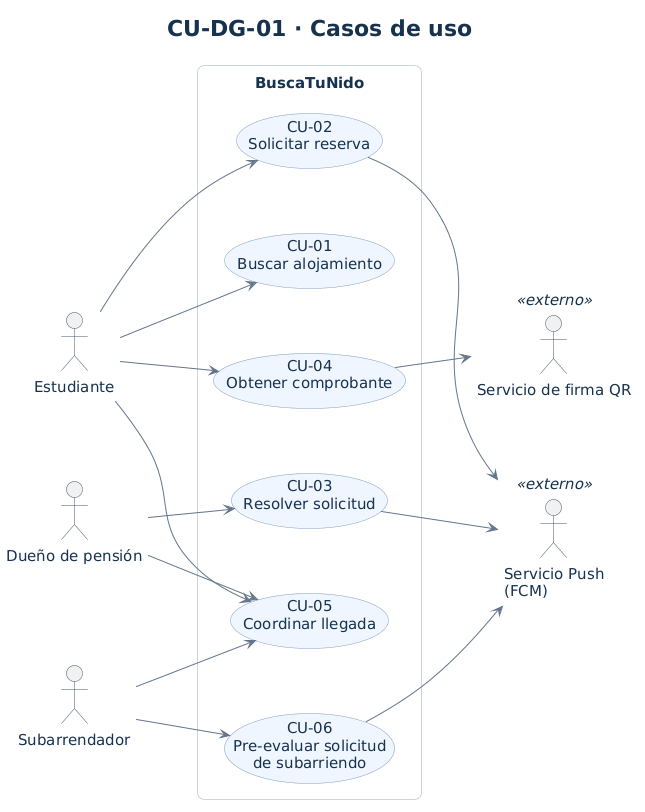 CU-DG-01 · Casos de uso
BuscaTuNido
CU-02
Solicitar reserva
CU-01
Buscar alojamiento
«externo»
Servicio de firma QR
Estudiante
CU-04
Obtener comprobante
«externo»
Servicio Push
(FCM)
CU-03
Resolver solicitud
Dueño de pensión
CU-05
Coordinar llegada
Subarrendador
CU-06
Pre-evaluar solicitud
de subarriendo